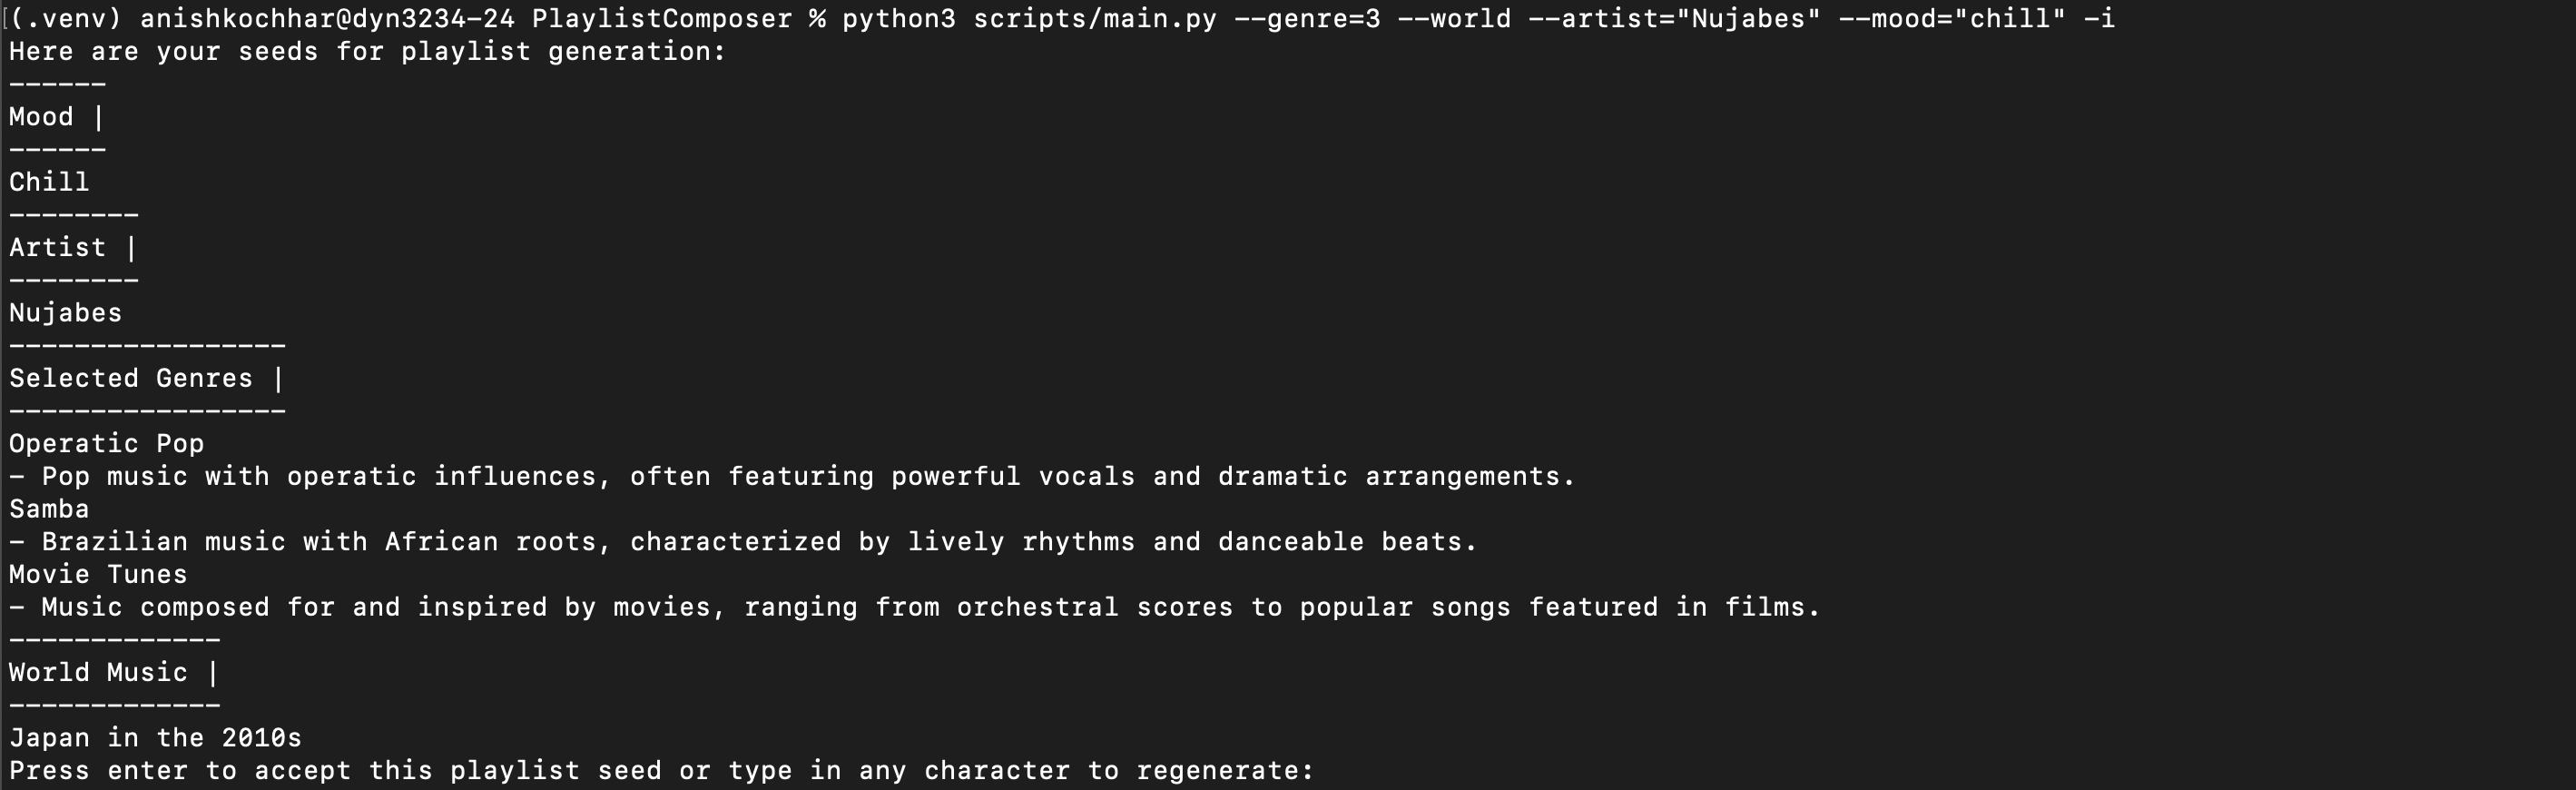 [(.venv) anishkochhar@dyn3234-24 PlaylistComposer % python3 scripts/main.py --genre=3 --world --artist="Nujabes" --mood="chill" -i
Here are your seeds for playlist generation:
------
Mood |
------
Chill
--------
Artist |
--------
Nujabes
-----------------
Selected Genres |
-----------------
Operatic Pop
- Pop music with operatic influences, often featuring powerful vocals and dramatic arrangements.
Samba
- Brazilian music with African roots, characterized by lively rhythms and danceable beats.
Movie Tunes
- Music composed for and inspired by movies, ranging from orchestral scores to popular songs featured in films.
-------------
World Music |
-------------
Japan in the 2010s
Press enter to accept this playlist seed or type in any character to regenerate: